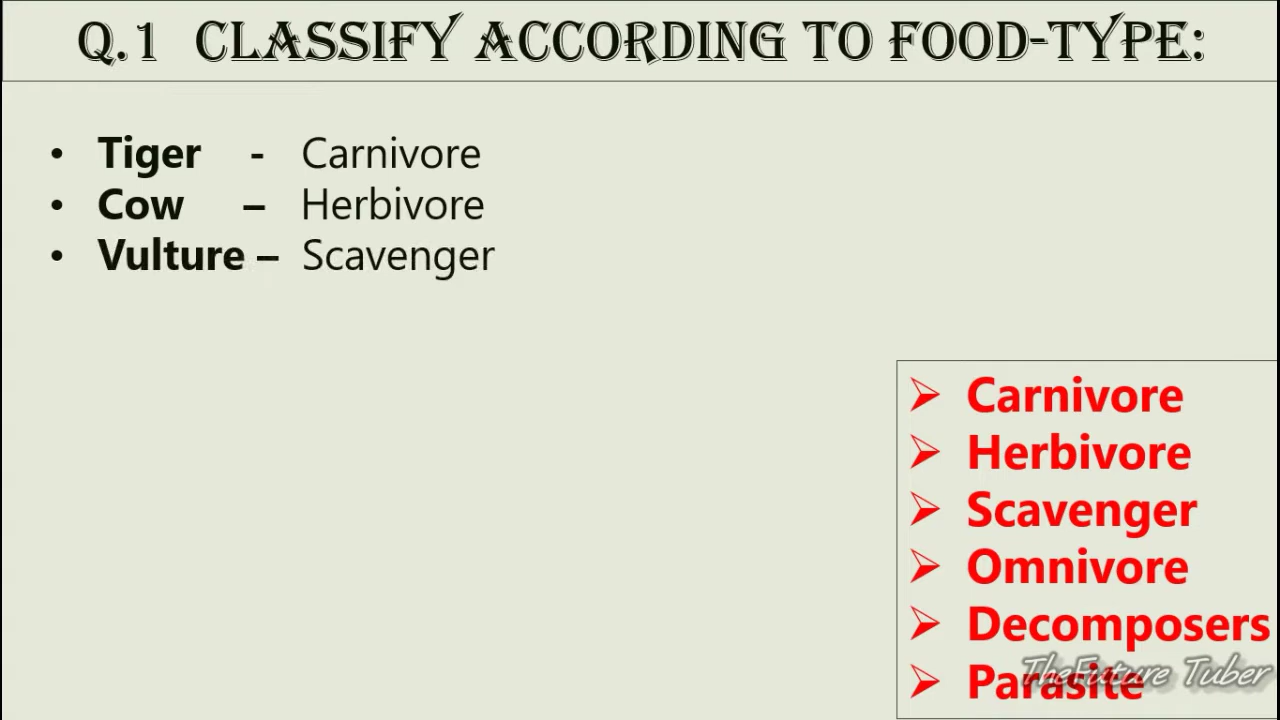 Q.1 CLASSIFY ACCORDING TO FOOD-TYPE:
• Tiger - Carnivore
• Cow – Herbivore
• Vulture – Scavenger
➢ Carnivore
➢ Herbivore
➢ Scavenger
➢ Omnivore
➢ Decomposers
➢ Parasite
TheFuture Tuber